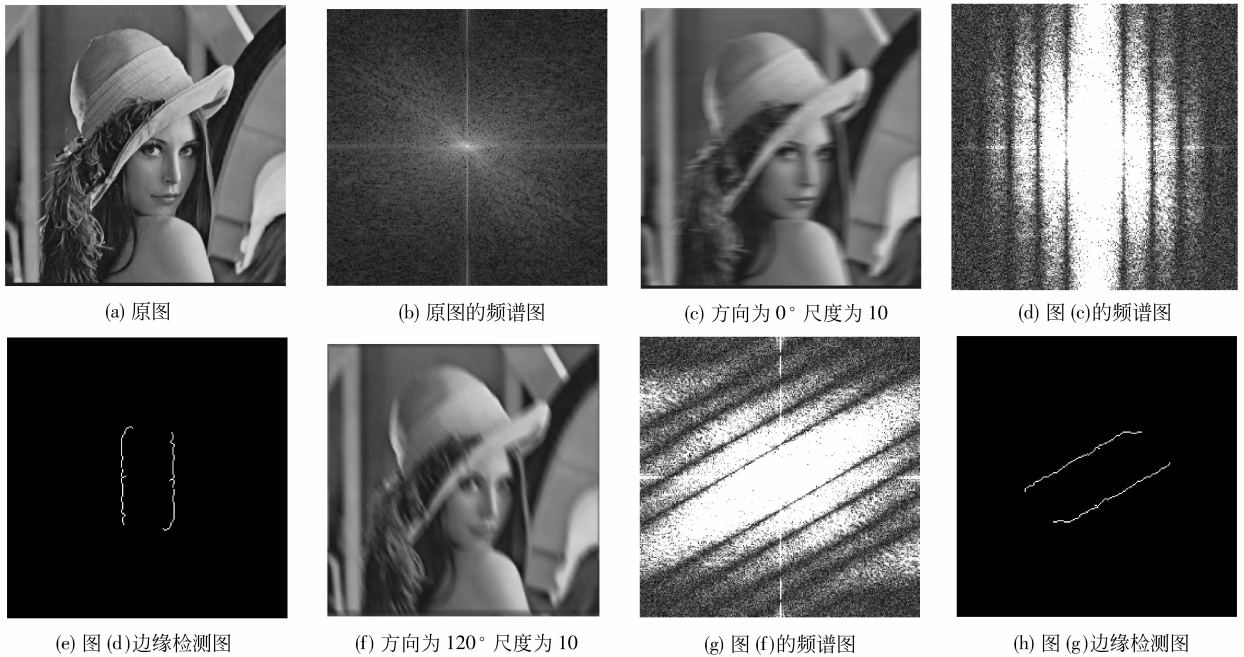 (a) 原图
(b) 原图的频谱图
(c) 方向为 0° 尺度为 10
(d) 图 (c)的频谱图
(e) 图 (d)边缘检测图
(f) 方向为 120° 尺度为 10
(g) 图 (f)的频谱图
(h) 图 (g)边缘检测图